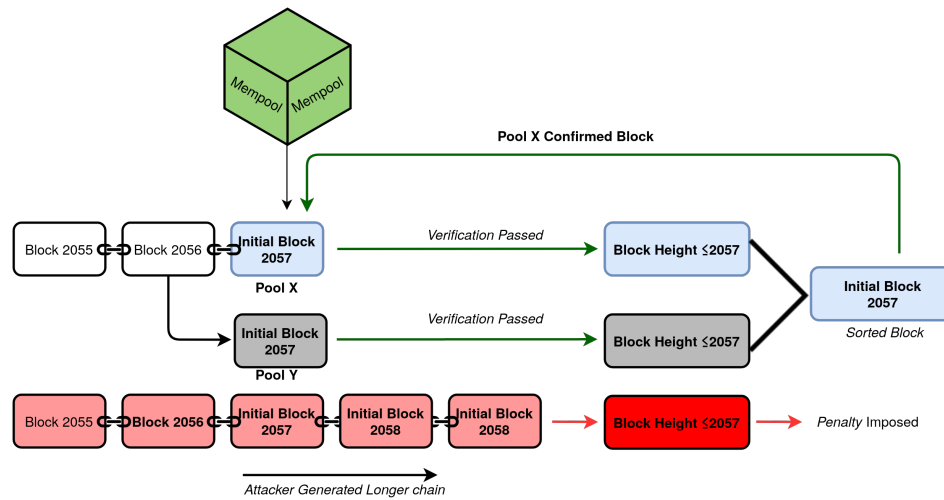 Mempool
Mempool
Pool X Confirmed Block
Block 2055
Block 2056
Initial Block
2057
Pool X
Verification Passed
Block Height ≤2057
Initial Block
2057
Sorted Block
Initial Block
2057
Pool Y
Verification Passed
Block Height ≤2057
Block 2055
Block 2056
Initial Block
2057
Initial Block
2058
Initial Block
2058
Block Height ≤2057
Penalty Imposed
Attacker Generated Longer chain